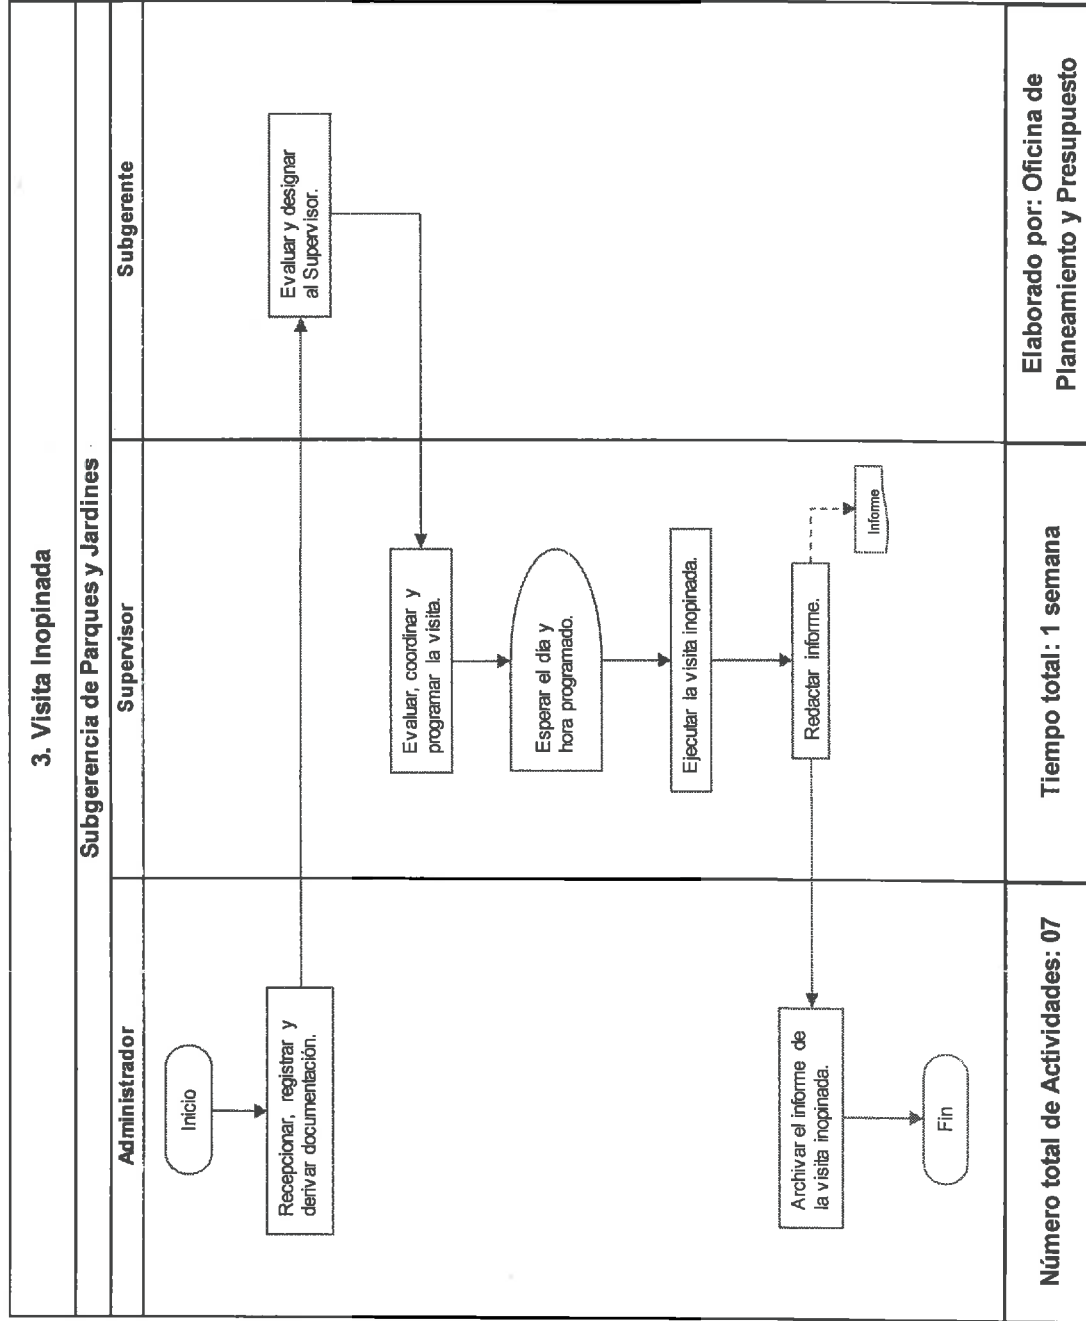 3. Visita Inopinada
Subgerencia de Parques y Jardines
Administrador
Supervisor
Subgerente
Inicio
Recepcionar, registrar y
derivar documentación.
Evaluar y designar
al Supervisor.
Evaluar, coordinar y
programar la visita.
Esperar el día y
hora programado.
Ejecutar la visita inopinada.
Redactar informe.
Informe
Archivar el informe de
la visita inopinada.
Fin
Número total de Actividades: 07
Tiempo total: 1 semana
Elaborado por: Oficina de
Planeamiento y Presupuesto